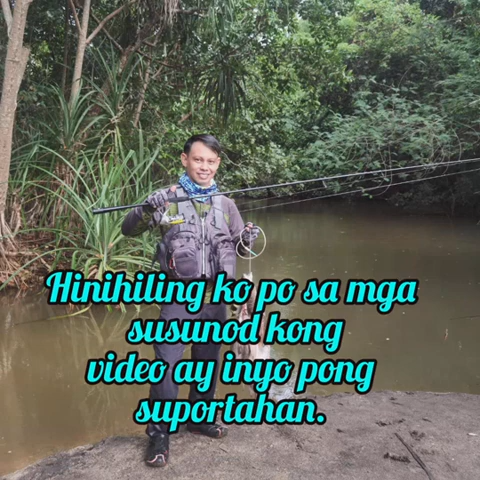 Hinihiling ko po sa mga
susunod kong
video ay inyo pong
suportahan.